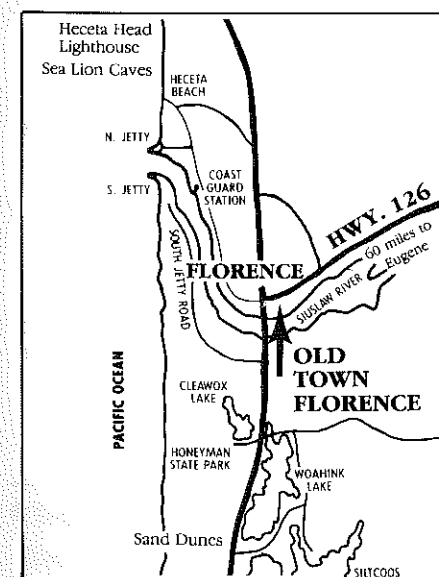 Heceta Head
Lighthouse
Sea Lion Caves
HECETA
BEACH
N. JETTY
S. JETTY
COAST
GUARD
STATION
HWY. 126
60 miles to
Eugene
FLORENCE
SIUSLAW RIVER
SOUTH JETTY ROAD
OLD
TOWN
FLORENCE
PACIFIC OCEAN
CLEAWOX
LAKE
HONEYMAN
STATE PARK
WOAHINK
LAKE
Sand Dunes
SILTCOOS